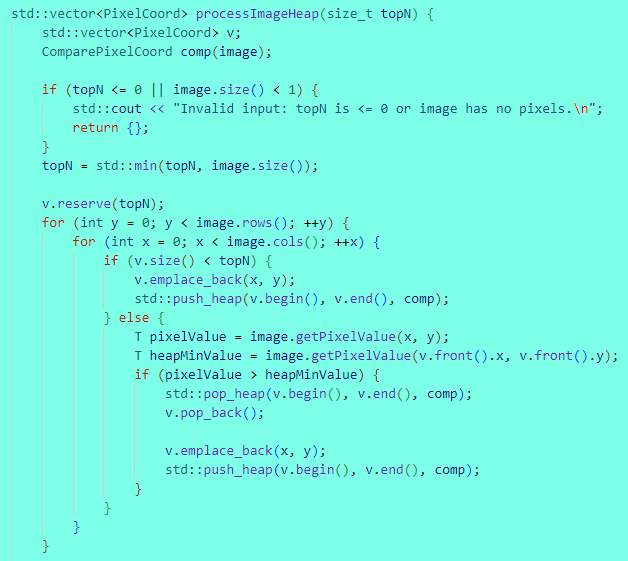 std::vector<PixelCoord> processImageHeap(size_t topN) {
    std::vector<PixelCoord> v;
    ComparePixelCoord comp(image);

    if (topN <= 0 || image.size() < 1) {
        std::cout << "Invalid input: topN is <= 0 or image has no pixels.\n";
        return {};
    }
    topN = std::min(topN, image.size());

    v.reserve(topN);
    for (int y = 0; y < image.rows(); ++y) {
        for (int x = 0; x < image.cols(); ++x) {
            if (v.size() < topN) {
                v.emplace_back(x, y);
                std::push_heap(v.begin(), v.end(), comp);
            } else {
                T pixelValue = image.getPixelValue(x, y);
                T heapMinValue = image.getPixelValue(v.front().x, v.front().y);
                if (pixelValue > heapMinValue) {
                    std::pop_heap(v.begin(), v.end(), comp);
                    v.pop_back();

                    v.emplace_back(x, y);
                    std::push_heap(v.begin(), v.end(), comp);
                }
            }
        }
    }